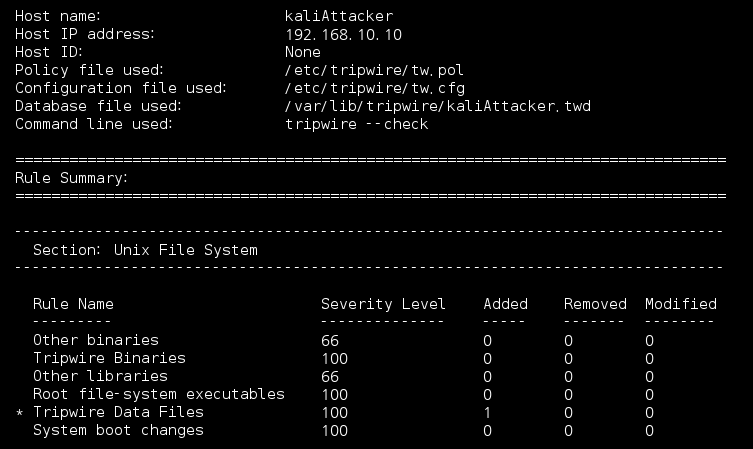 Host name: kaliAttacker
Host IP address: 192.168.10.10
Host ID: None
Policy file used: /etc/tripwire/tw.pol
Configuration file used: /etc/tripwire/tw.cfg
Database file used: /var/lib/tripwire/kaliAttacker.twd
Command line used: tripwire --check
===============================================================================
Rule Summary:
===============================================================================
-------------------------------------------------------------------------------
Section: Unix File System
-------------------------------------------------------------------------------
Rule Name Severity Level Added Removed Modified
--------- -------------- ----- ------- --------
Other binaries 66 0 0 0
Tripwire Binaries 100 0 0 0
Other libraries 66 0 0 0
Root file-system executables 100 0 0 0
* Tripwire Data Files 100 1 0 0
System boot changes 100 0 0 0